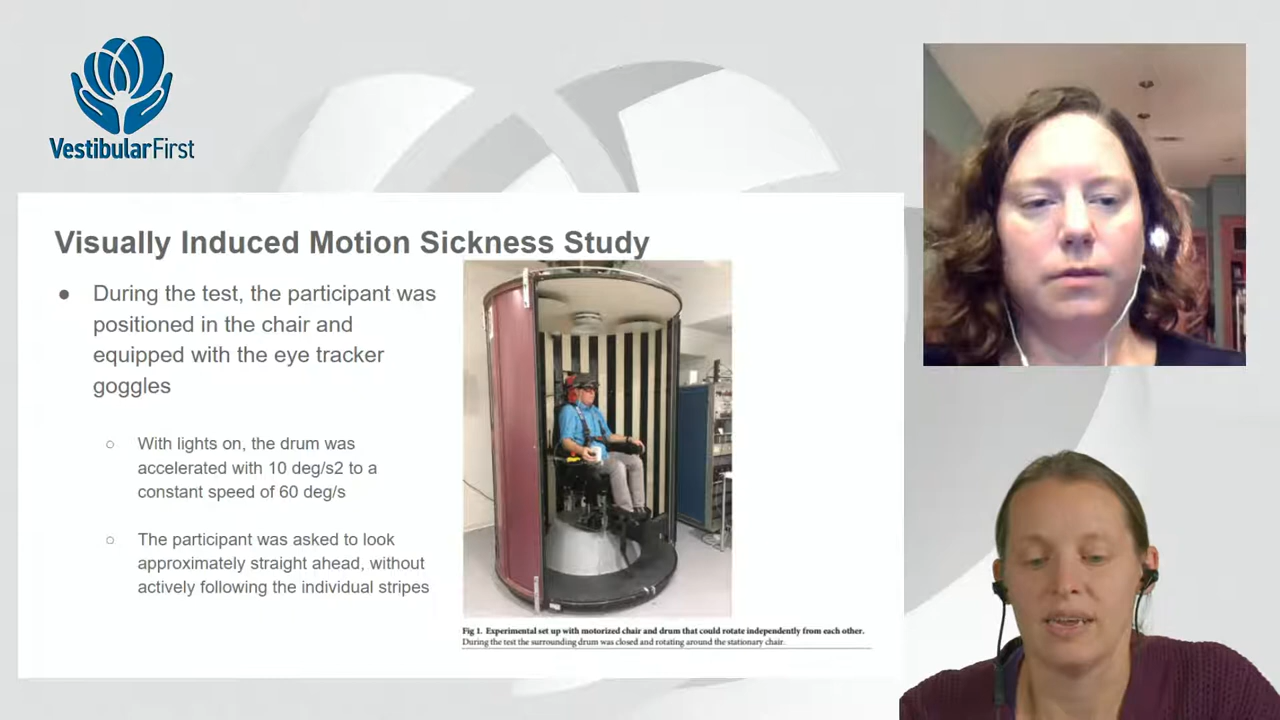 VestibularFirst
Visually Induced Motion Sickness Study
● During the test, the participant was
positioned in the chair and
equipped with the eye tracker
goggles
○ With lights on, the drum was
accelerated with 10 deg/s2 to a
constant speed of 60 deg/s
○ The participant was asked to look
approximately straight ahead, without
actively following the individual stripes
Fig 1. Experimental set up with motorized chair and drum that could rotate independently from each other.
During the test the surrounding drum was closed and rotating around the stationary chair.